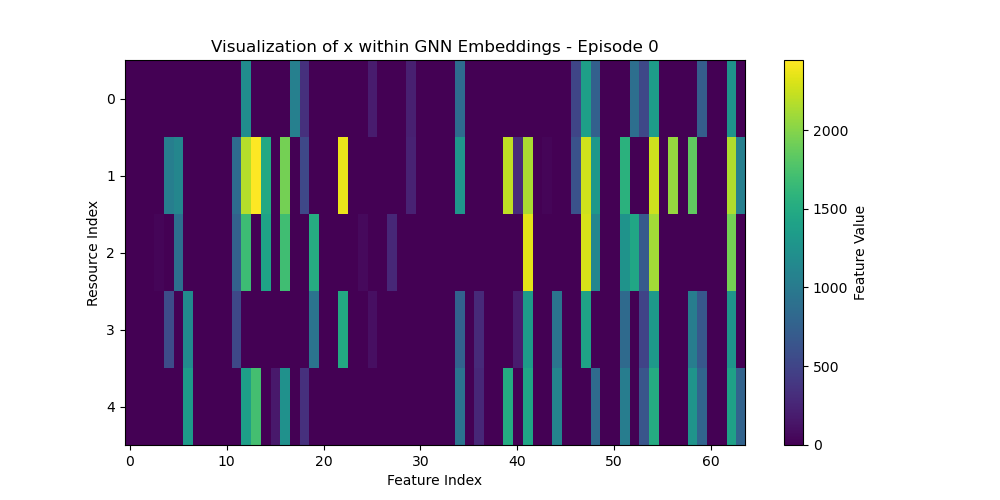 Visualization of x within GNN Embeddings - Episode 0
Resource Index
0
1
2
3
4
0 10 20 30 40 50 60
Feature Index
2000
1500
1000
500
0
Feature Value